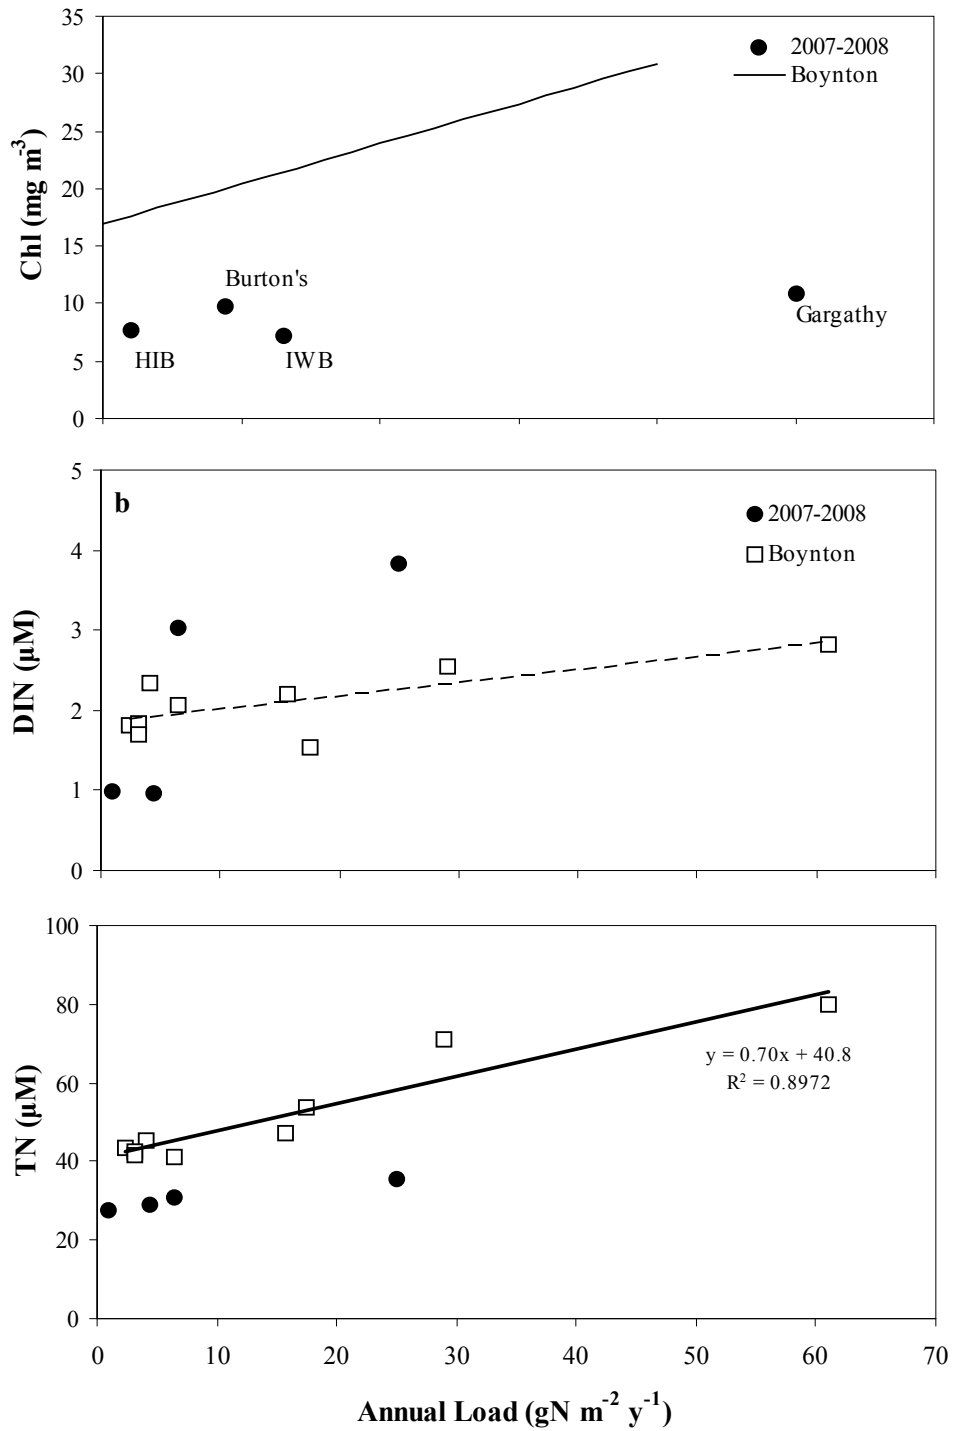 35
30
25
20
15
10
5
0
Chl (mg m-3)
2007-2008
Boynton
Burton's
HIB
IWB
Gargathy
5
4
3
2
1
0
DIN (µM)
b
2007-2008
Boynton
100
80
60
40
20
0
TN (µM)
y = 0.70x + 40.8
R2 = 0.8972
0 10 20 30 40 50 60 70
Annual Load (gN m-2 y-1)